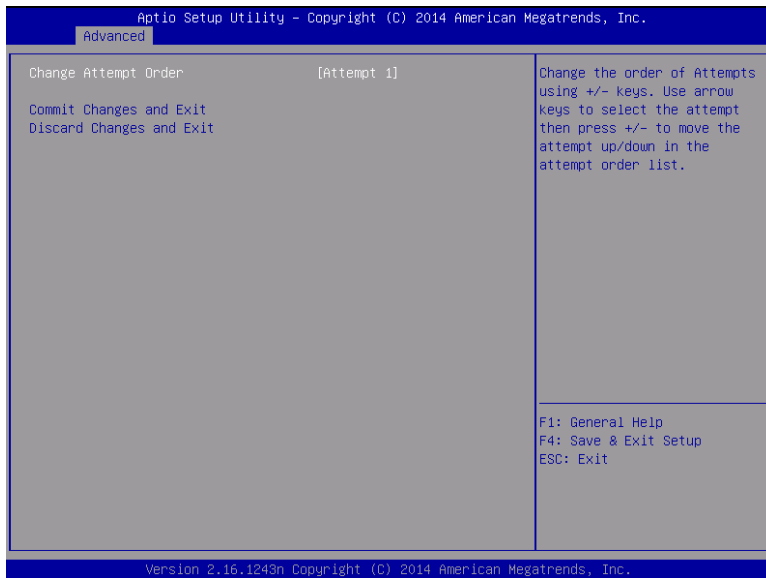 Aptio Setup Utility – Copyright (C) 2014 American Megatrends, Inc.
Advanced
Change Attempt Order [Attempt 1]
Commit Changes and Exit
Discard Changes and Exit
Change the order of Attempts
using +/- keys. Use arrow
keys to select the attempt
then press +/- to move the
attempt up/down in the
attempt order list.
F1: General Help
F4: Save & Exit Setup
ESC: Exit
Version 2.16.1243n Copyright (C) 2014 American Megatrends, Inc.